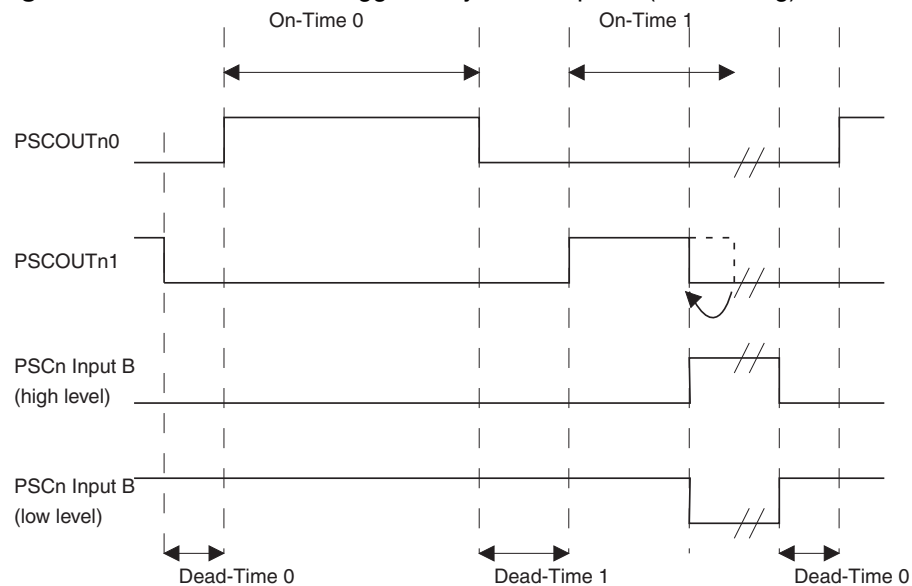 On-Time 0
On-Time 1
PSCOUTn0
PSCOUTn1
PSCn Input B
(high level)
PSCn Input B
(low level)
Dead-Time 0
Dead-Time 1
Dead-Time 0